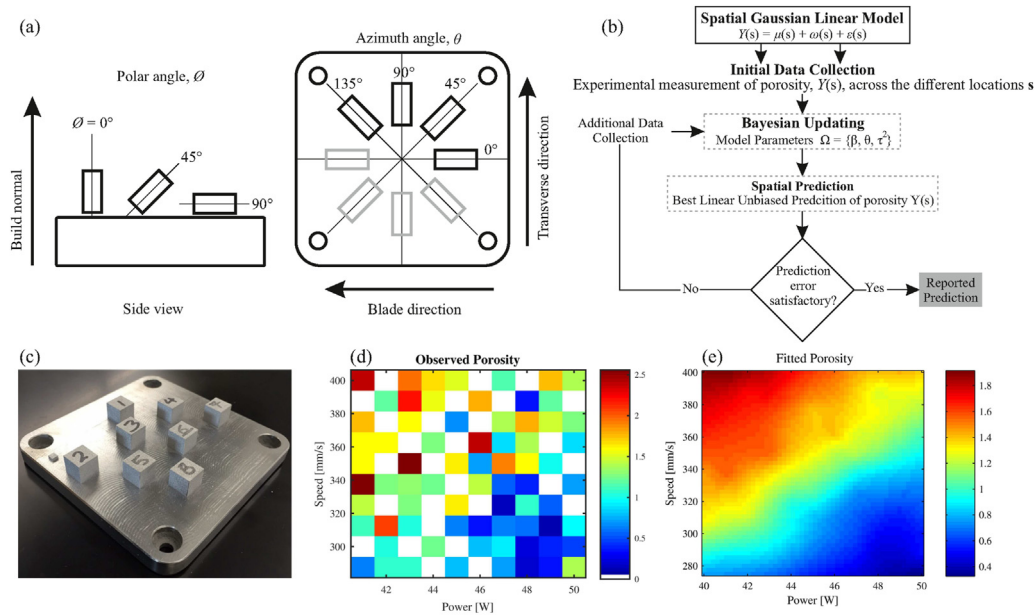 (a)
Azimuth angle, θ
Polar angle, Ø
135°
90°
45°
Ø = 0°
45°
0°
90°
Build normal
Transverse direction
Side view
Blade direction
(b)
Spatial Gaussian Linear Model
Y(s) = μ(s) + ω(s) + ε(s)
Initial Data Collection
Experimental measurement of porosity, Y(s), across the different locations s
Additional Data
Collection
Bayesian Updating
Model Parameters Ω = {β, θ, τ²}
Spatial Prediction
Best Linear Unbiased Predcition of porosity Y(s)
Prediction
error
satisfactory?
No
Yes
Reported
Prediction
(c)
1
4
3
2
5
8
(d)
Observed Porosity
Speed [mm/s]
400
380
360
340
320
300
42
44
46
48
50
Power [W]
2.5
2
1.5
1
0.5
0
(e)
Fitted Porosity
Speed [mm/s]
400
380
360
340
320
300
280
40
42
44
46
48
50
Power [W]
1.8
1.6
1.4
1.2
1
0.8
0.6
0.4